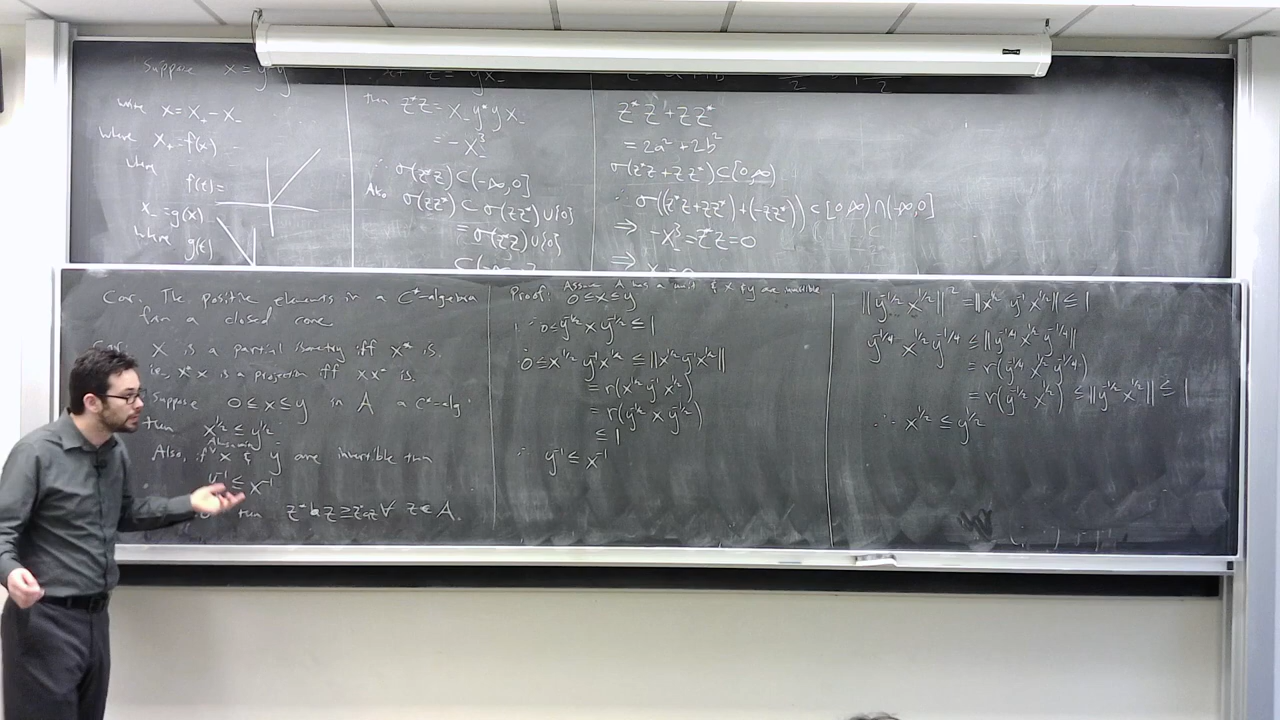 Suppose x = y*y
write x = x₊ - x₋
where x₊ = f(x)
where
f(t) =
x₋ = g(x)
where g(t)
z = yx₋
then z*z = x₋y*yx₋
= -x₋³
∴ σ(z*z) ⊂ (-∞,0]
Also σ(zz*) ⊂ σ(zz*) ∪ {0}
= σ(z*z) ∪ {0}
⊂ (-∞,
z*z + zz*
= 2a² + 2b²
σ(z*z + zz*) ⊂ [0,∞)
∴ σ((z*z + zz*) + (-zz*)) ⊂ [0,∞) ∩ (-∞,0]
⇒ -x₋³ = z*z = 0
⇒
Cor. The positive elements in a C*-algebra
form a closed cone
Cor. X is a partial isometry iff X* is.
i.e., x*x is a projection iff xx* is.
Suppose 0 ≤ x ≤ y in A a C*-alg
then x^{1/2} ≤ y^{1/2}
Also, if x & y are invertible then
y⁻¹ ≤ x⁻¹
then z*bz ≥ z*az ∀ z ∈ A.
Proof: Assume A has a unit & x & y are invertible
0 ≤ x ≤ y
∴ 0 ≤ y^{-1/2} x y^{-1/2} ≤ 1
0 ≤ x^{1/2} y⁻¹ x^{1/2} ≤ ||x^{1/2} y⁻¹ x^{1/2}||
= r(x^{1/2} y⁻¹ x^{1/2})
= r(y^{-1/2} x y^{-1/2})
≤ 1
∴ y⁻¹ ≤ x⁻¹
||y^{-1/2} x^{1/2}||² = ||x^{1/2} y⁻¹ x^{1/2}|| ≤ 1
y^{-1/4} x^{1/2} y^{-1/4} ≤ ||y^{-1/4} x^{1/2} y^{-1/4}||
= r(y^{-1/4} x^{1/2} y^{-1/4})
= r(y^{-1/2} x^{1/2}) ≤ ||y^{-1/2} x^{1/2}|| ≤ 1
∴ x^{1/2} ≤ y^{1/2}